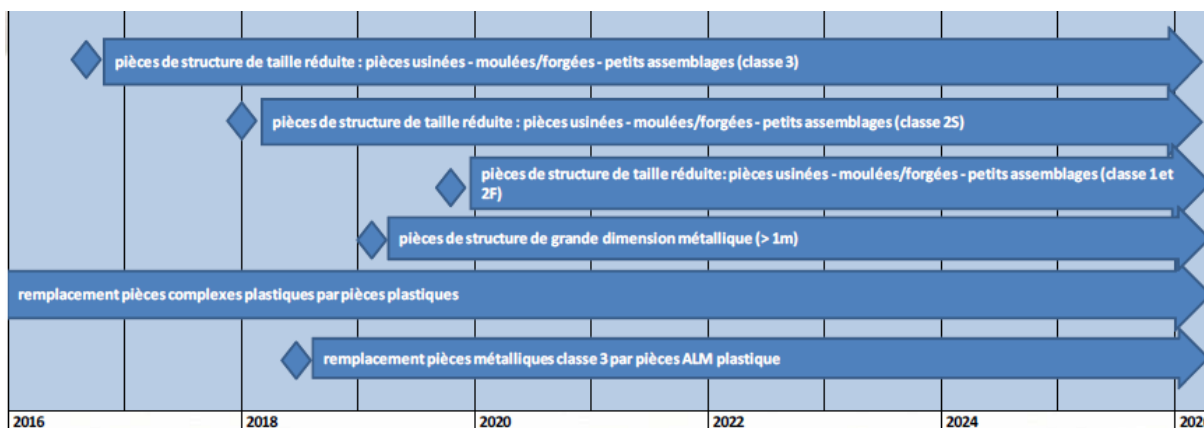 pièces de structure de taille réduite : pièces usinées - moulées/forgées - petits assemblages (classe 3)
pièces de structure de taille réduite : pièces usinées - moulées/forgées - petits assemblages (classe 2S)
pièces de structure de taille réduite: pièces usinées - moulées/forgées - petits assemblages (classe 1 et
2F)
pièces de structure de grande dimension métallique (> 1m)
remplacement pièces complexes plastiques par pièces plastiques
remplacement pièces métalliques classe 3 par pièces ALM plastique
2016 2018 2020 2022 2024